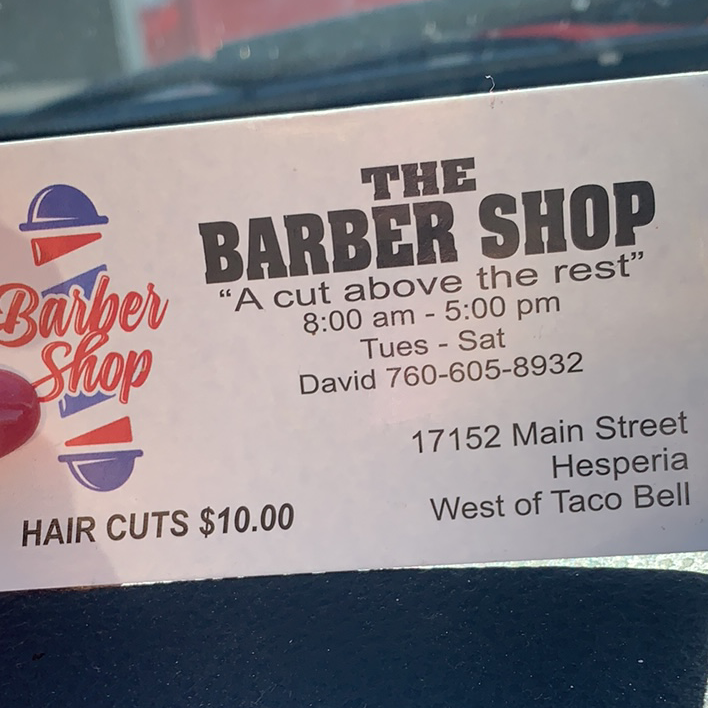 Barber
Shop
THE
BARBER SHOP
“A cut above the rest”
8:00 am - 5:00 pm
Tues - Sat
David 760-605-8932
17152 Main Street
Hesperia
West of Taco Bell
HAIR CUTS $10.00